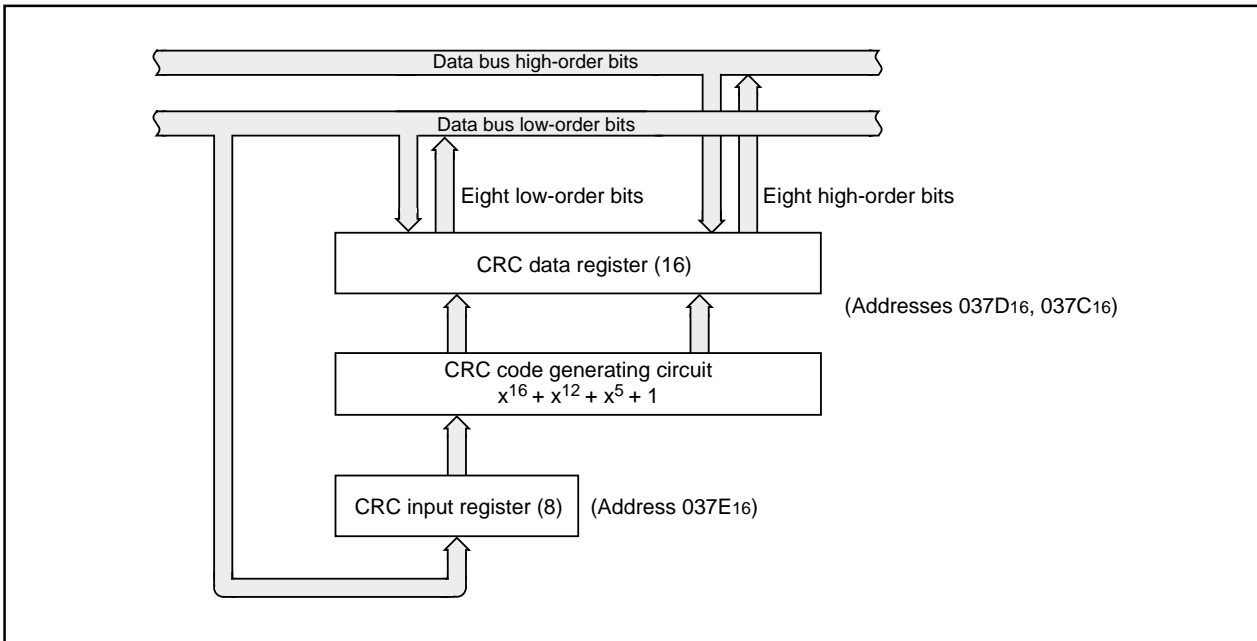 Data bus high-order bits
Data bus low-order bits
Eight low-order bits
Eight high-order bits
CRC data register (16)
(Addresses 037D₁₆, 037C₁₆)
CRC code generating circuit
x¹⁶ + x¹² + x⁵ + 1
CRC input register (8)
(Address 037E₁₆)